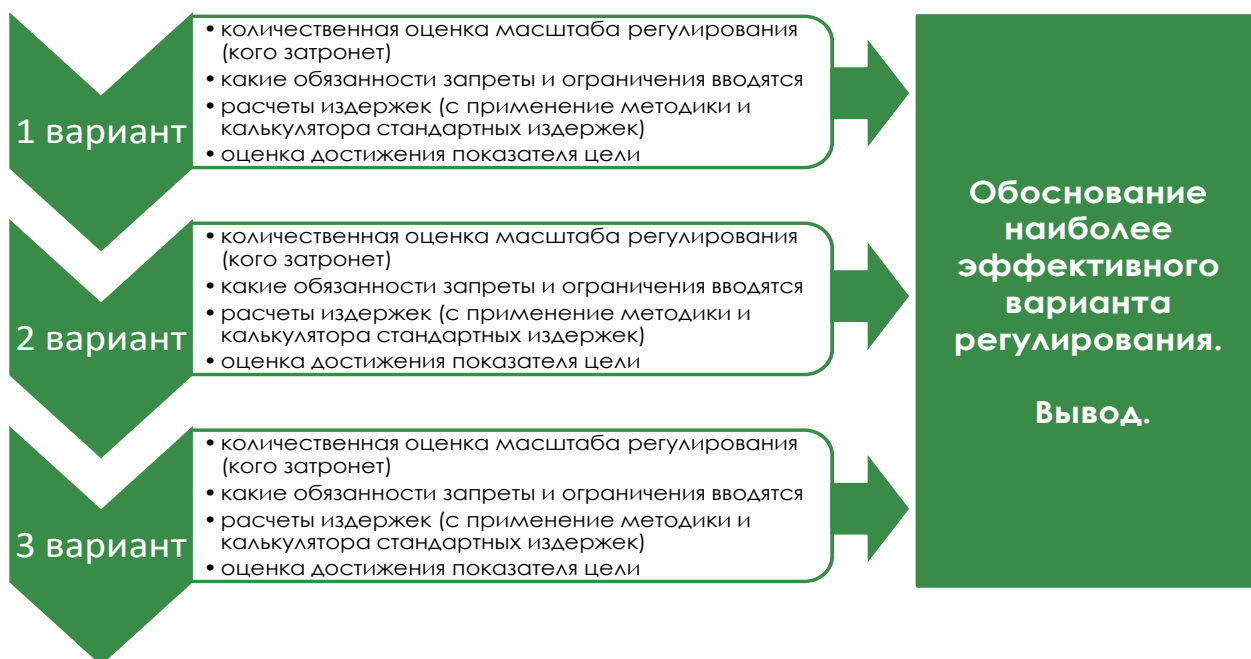 1 вариант
• количественная оценка масштаба регулирования
(кого затронет)
• какие обязанности запреты и ограничения вводятся
• расчеты издержек (с применение методики и
калькулятора стандартных издержек)
• оценка достижения показателя цели
2 вариант
• количественная оценка масштаба регулирования
(кого затронет)
• какие обязанности запреты и ограничения вводятся
• расчеты издержек (с применение методики и
калькулятора стандартных издержек)
• оценка достижения показателя цели
3 вариант
• количественная оценка масштаба регулирования
(кого затронет)
• какие обязанности запреты и ограничения вводятся
• расчеты издержек (с применение методики и
калькулятора стандартных издержек)
• оценка достижения показателя цели
Обоснование
наиболее
эффективного
варианта
регулирования.
Вывод.